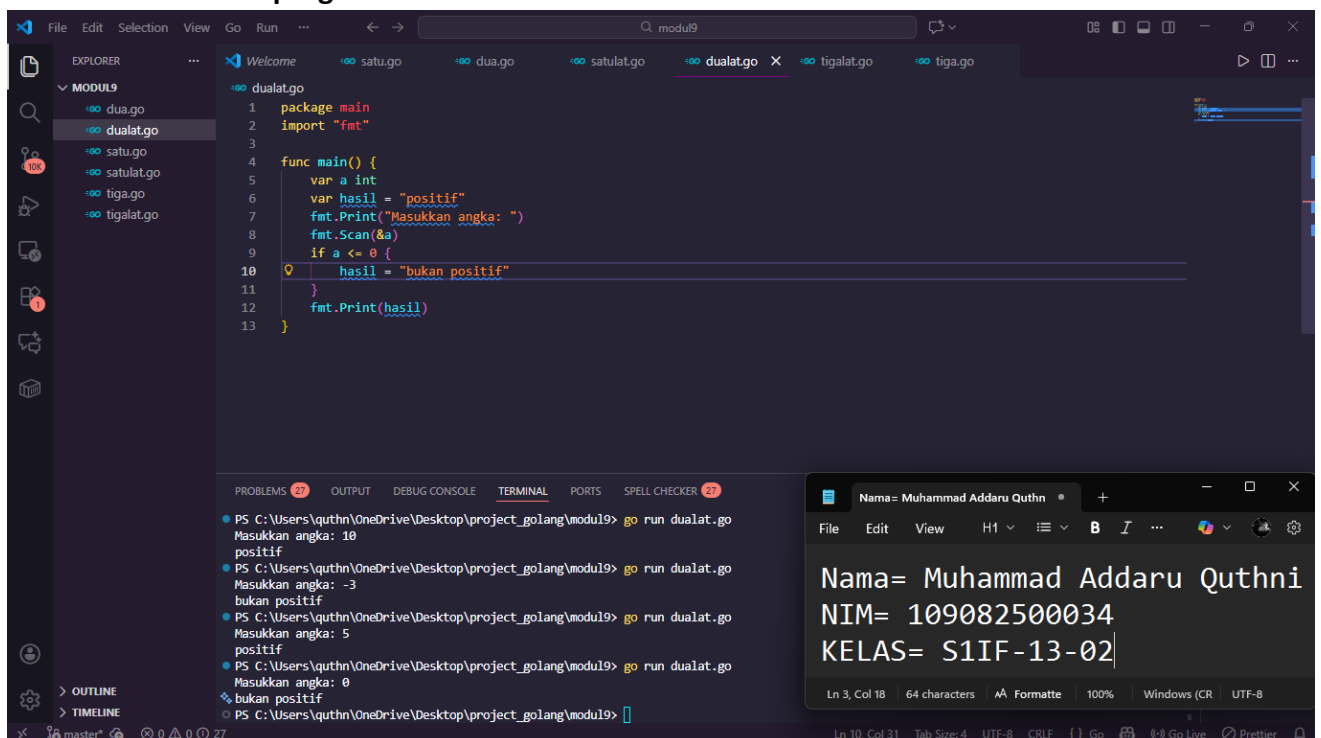 File Edit Selection View Go Run ... modul9
EXPLORER ...
Welcome satu.go dua.go satulat.go dualat.go tigalat.go tiga.go
MODUL9
dua.go
dualat.go
satu.go
satulat.go
tiga.go
tigalat.go
10K
1
dualat.go
1 package main
2 import "fmt"
3
4 func main() {
5 var a int
6 var hasil = "positif"
7 fmt.Print("Masukkan angka: ")
8 fmt.Scan(&a)
9 if a <= 0 {
10 hasil = "bukan positif"
11 }
12 fmt.Print(hasil)
13 }
PROBLEMS 27 OUTPUT DEBUG CONSOLE TERMINAL PORTS SPELL CHECKER 27
PS C:\Users\quthn\OneDrive\Desktop\project_golang\modul9> go run dualat.go
Masukkan angka: 10
positif
PS C:\Users\quthn\OneDrive\Desktop\project_golang\modul9> go run dualat.go
Masukkan angka: -3
bukan positif
PS C:\Users\quthn\OneDrive\Desktop\project_golang\modul9> go run dualat.go
Masukkan angka: 5
positif
PS C:\Users\quthn\OneDrive\Desktop\project_golang\modul9> go run dualat.go
Masukkan angka: 0
bukan positif
PS C:\Users\quthn\OneDrive\Desktop\project_golang\modul9>
Nama= Muhammad Addaru Quthn
File Edit View H1 B I ...
Nama= Muhammad Addaru Quthni
NIM= 109082500034
KELAS= S1IF-13-02
Ln 3, Col 18 64 characters Formatte 100% Windows (CR UTF-8
OUTLINE
TIMELINE
master* 0 0 27 Ln 10, Col 31 Tab Size: 4 UTF-8 CRLF {} Go Go Live Prettier